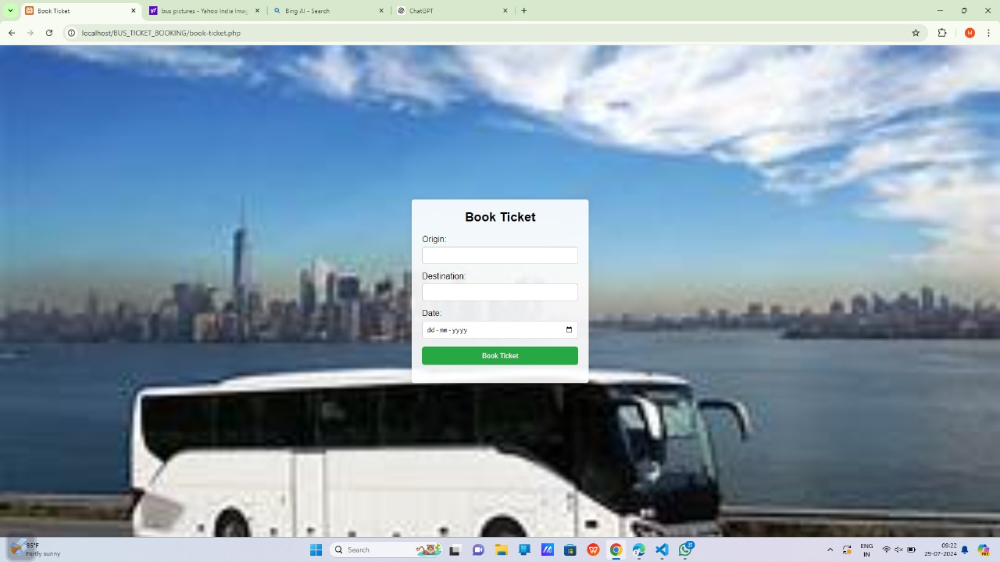 Book Ticket
bus pictures - Yahoo India Imag
Bing AI - Search
ChatGPT
localhost/BUS_TICKET_BOOKING/book-ticket.php
M
Book Ticket
Origin:
Destination:
Date:
dd-mm-yyyy
Book Ticket
85°F
Partly sunny
Search
31
ENG
IN
09:22
29-07-2024